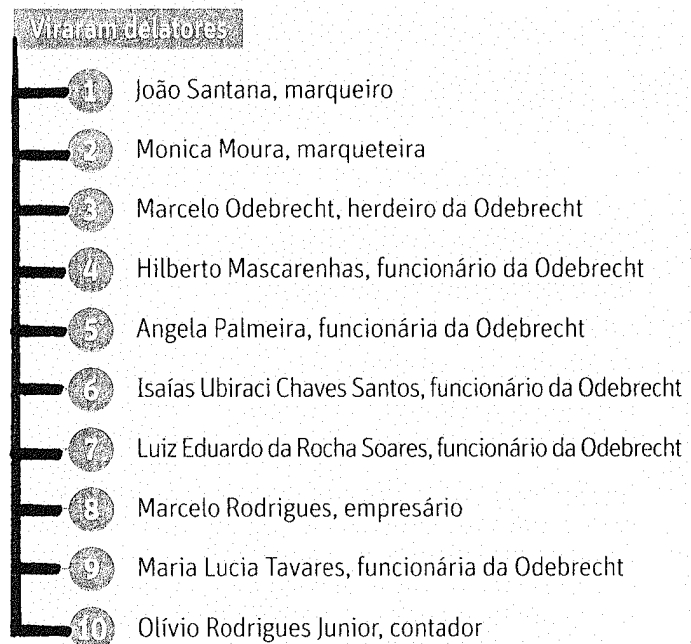 Viraram delatores
1 João Santana, marqueiro
2 Monica Moura, marqueteira
3 Marcelo Odebrecht, herdeiro da Odebrecht
4 Hilberto Mascarenhas, funcionário da Odebrecht
5 Angela Palmeira, funcionária da Odebrecht
6 Isaías Ubiraci Chaves Santos, funcionário da Odebrecht
7 Luiz Eduardo da Rocha Soares, funcionário da Odebrecht
8 Marcelo Rodrigues, empresário
9 Maria Lucia Tavares, funcionária da Odebrecht
10 Olívio Rodrigues Junior, contador